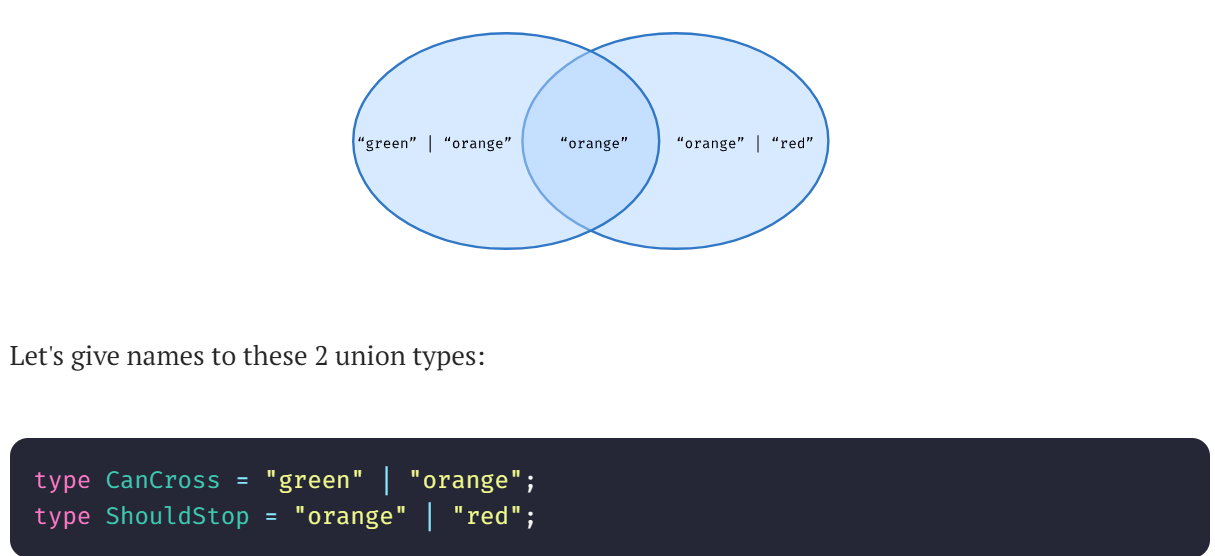 “green” | “orange” “orange” “orange” | “red”
Let's give names to these 2 union types:
type CanCross = "green" | "orange";
type ShouldStop = "orange" | "red";